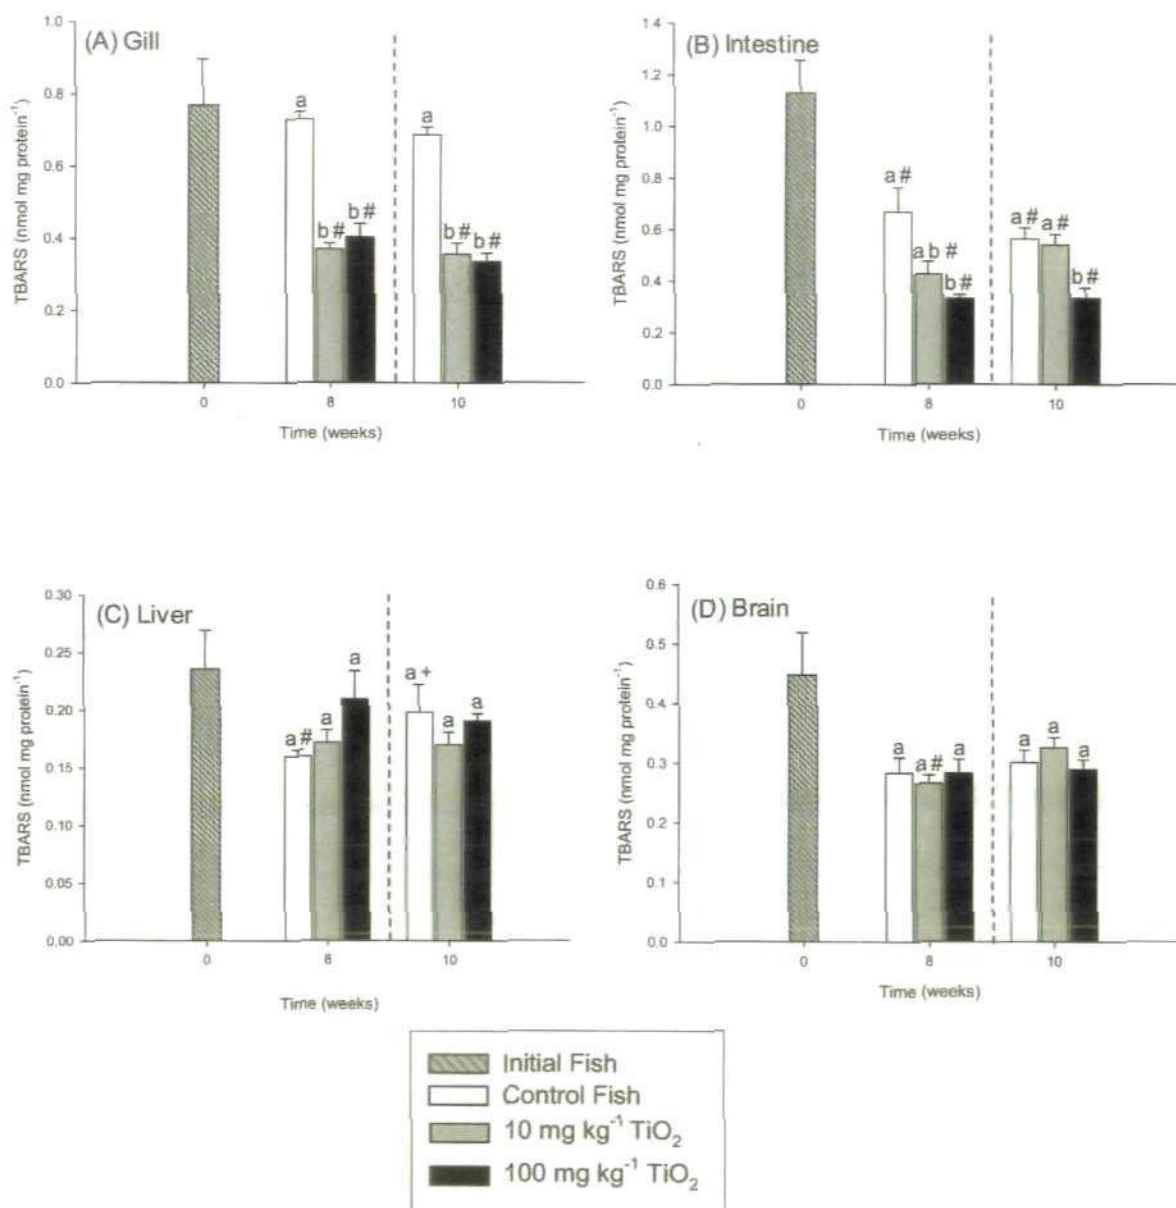 (A) Gill
TBARS (nmol mg protein⁻¹)
1.0
0.8
0.6
0.4
0.2
0.0
a
b #
b #
a
b #
b #
0
8
10
Time (weeks)
(B) Intestine
TBARS (nmol mg protein⁻¹)
1.4
1.2
1.0
0.8
0.6
0.4
0.2
0.0
a #
a b #
b #
a #
a #
b #
0
8
10
Time (weeks)
(C) Liver
TBARS (nmol mg protein⁻¹)
0.30
0.25
0.20
0.15
0.10
0.05
0.00
a #
a
a
a +
a
a
0
8
10
Time (weeks)
(D) Brain
TBARS (nmol mg protein⁻¹)
0.6
0.5
0.4
0.3
0.2
0.1
0.0
a
a #
a
a
a
a
0
8
10
Time (weeks)
Initial Fish
Control Fish
10 mg kg⁻¹ TiO₂
100 mg kg⁻¹ TiO₂